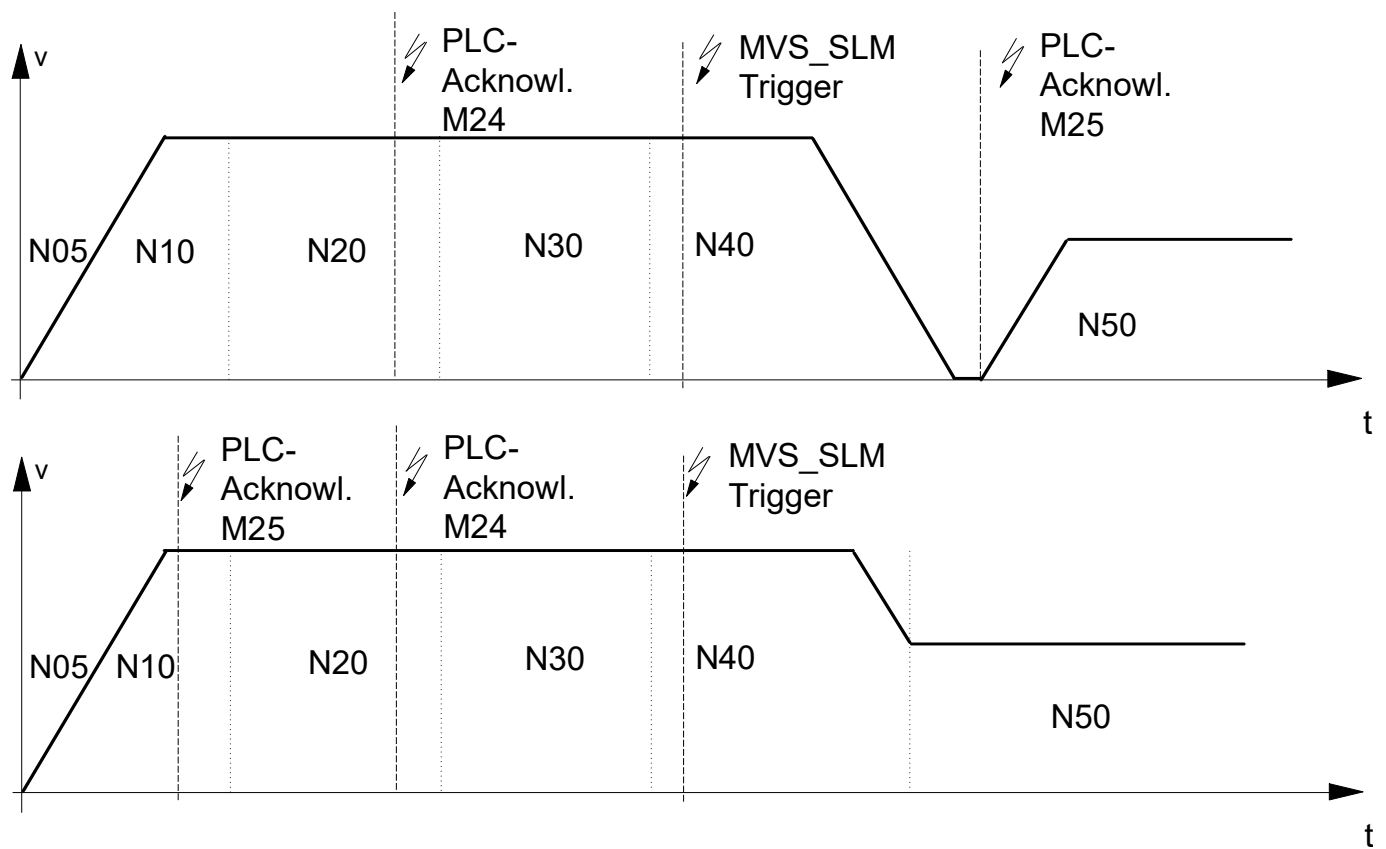 v
PLC-
Acknowl.
M24
MVS_SLM
Trigger
PLC-
Acknowl.
M25
N05
N10
N20
N30
N40
N50
t
v
PLC-
Acknowl.
M25
PLC-
Acknowl.
M24
MVS_SLM
Trigger
N05
N10
N20
N30
N40
N50
t